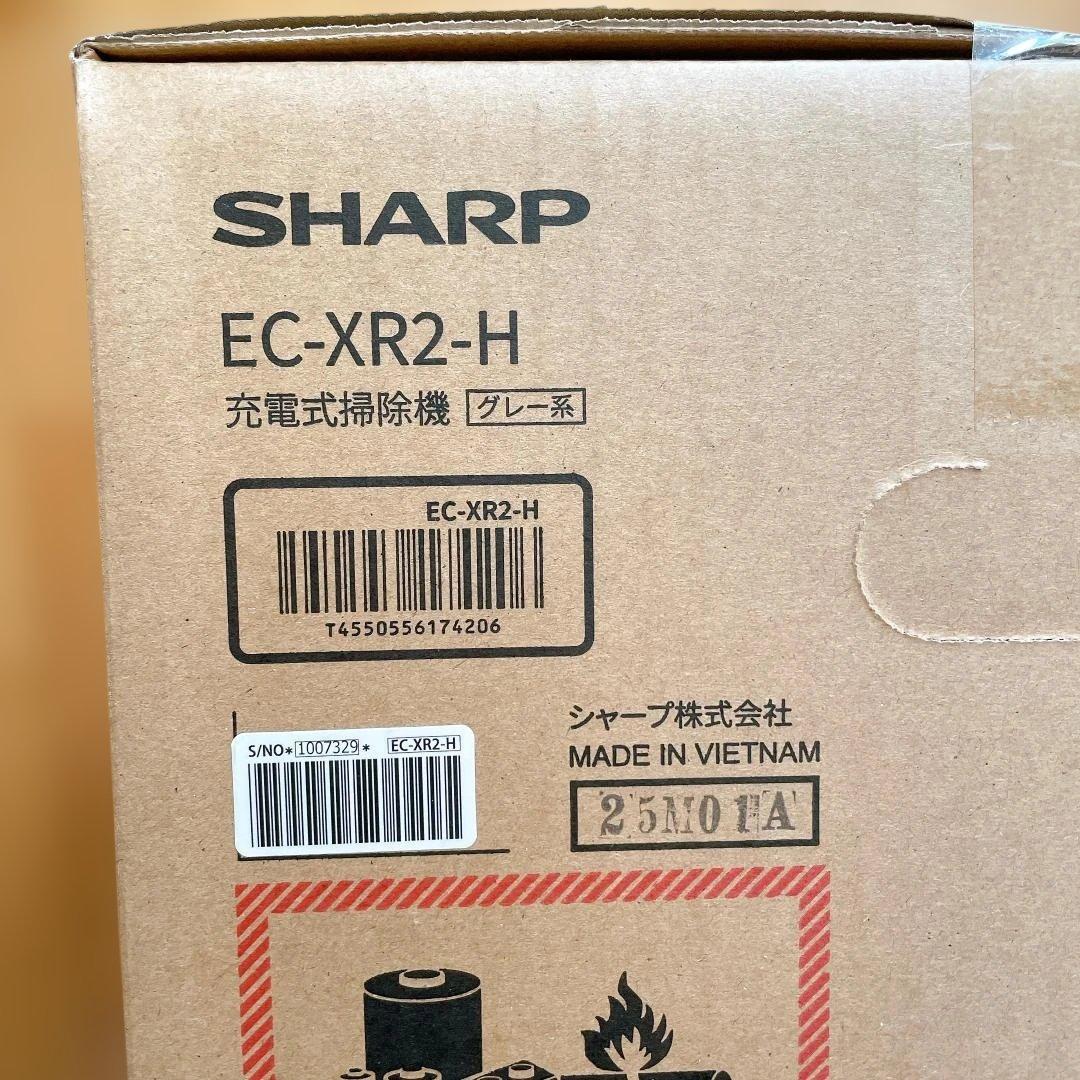 SHARP
EC-XR2-H
充電式掃除機 グレー系
EC-XR2-H
T4550556174206
シャープ株式会社
S/NO*1007329* EC-XR2-H
MADE IN VIETNAM
25M01A